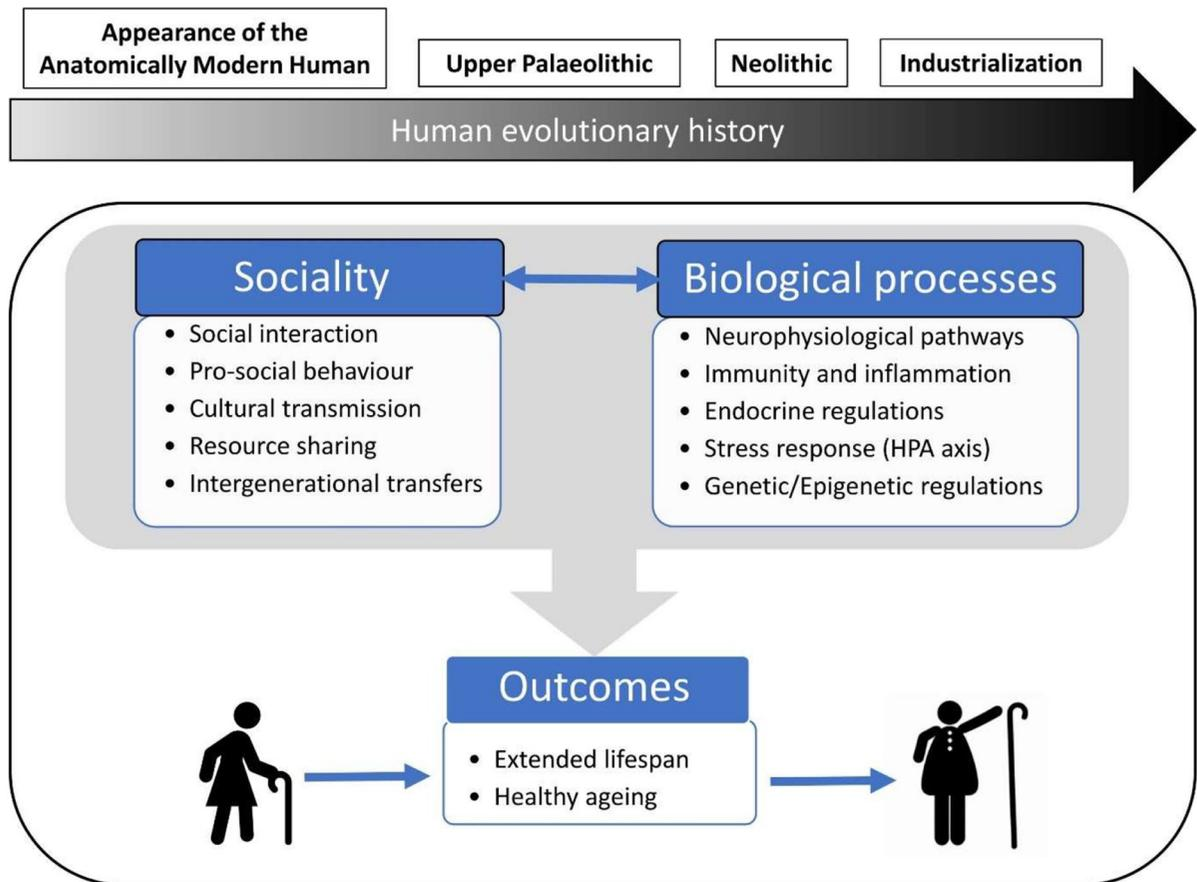 Appearance of the
Anatomically Modern Human
Upper Palaeolithic
Neolithic
Industrialization
Human evolutionary history
Sociality
• Social interaction
• Pro-social behaviour
• Cultural transmission
• Resource sharing
• Intergenerational transfers
Biological processes
• Neurophysiological pathways
• Immunity and inflammation
• Endocrine regulations
• Stress response (HPA axis)
• Genetic/Epigenetic regulations
Outcomes
• Extended lifespan
• Healthy ageing